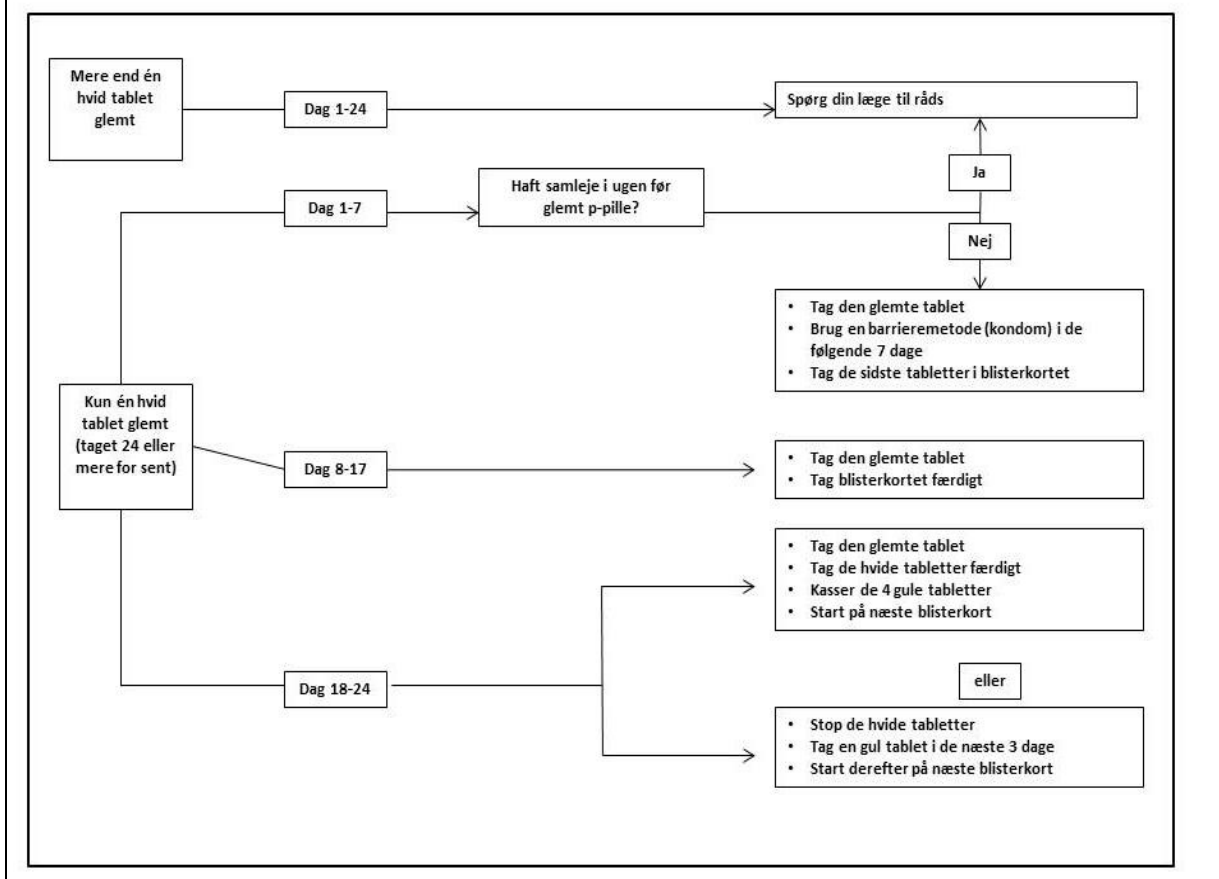 Mere end én
hvid tablet
glemt
Dag 1-24
Spørg din læge til råds
Ja
Dag 1-7
Haft samleje i ugen før
glemt p-pille?
Nej
• Tag den glemte tablet
• Brug en barrieremetode (kondom) i de
følgende 7 dage
• Tag de sidste tabletter i blisterkortet
Kun én hvid
tablet glemt
(taget 24 eller
mere for sent)
Dag 8-17
• Tag den glemte tablet
• Tag blisterkortet færdigt
• Tag den glemte tablet
• Tag de hvide tabletter færdigt
• Kasser de 4 gule tabletter
• Start på næste blisterkort
Dag 18-24
eller
• Stop de hvide tabletter
• Tag en gul tablet i de næste 3 dage
• Start derefter på næste blisterkort